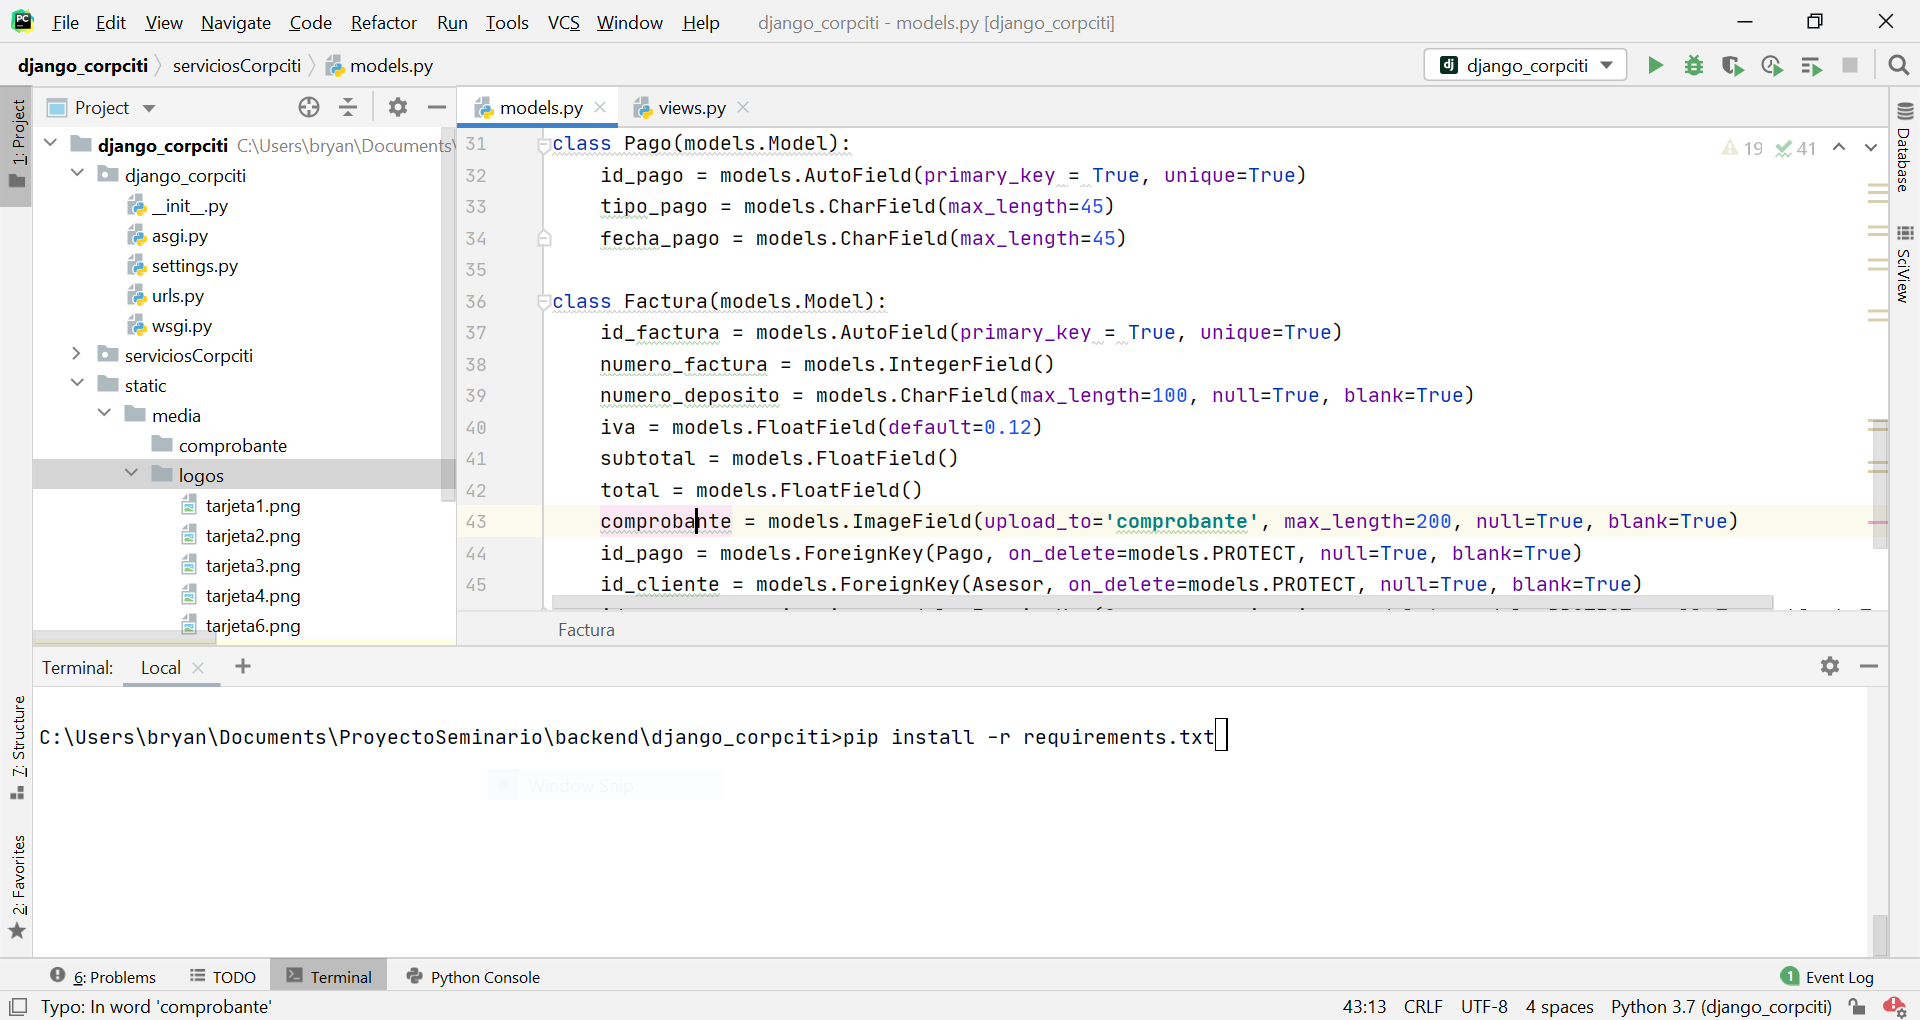 File Edit View Navigate Code Refactor Run Tools VCS Window Help django_corpciti - models.py [django_corpciti]
django_corpciti serviciosCorpciti models.py django_corpciti
1: Project
Project
models.py views.py
django_corpciti C:\Users\bryan\Documents\
django_corpciti
__init__.py
asgi.py
settings.py
urls.py
wsgi.py
serviciosCorpciti
static
media
comprobante
logos
tarjeta1.png
tarjeta2.png
tarjeta3.png
tarjeta4.png
tarjeta6.png
31 class Pago(models.Model):
32 id_pago = models.AutoField(primary_key = True, unique=True)
33 tipo_pago = models.CharField(max_length=45)
34 fecha_pago = models.CharField(max_length=45)
35
36 class Factura(models.Model):
37 id_factura = models.AutoField(primary_key = True, unique=True)
38 numero_factura = models.IntegerField()
39 numero_deposito = models.CharField(max_length=100, null=True, blank=True)
40 iva = models.FloatField(default=0.12)
41 subtotal = models.FloatField()
42 total = models.FloatField()
43 comprobante = models.ImageField(upload_to='comprobante', max_length=200, null=True, blank=True)
44 id_pago = models.ForeignKey(Pago, on_delete=models.PROTECT, null=True, blank=True)
45 id_cliente = models.ForeignKey(Asesor, on_delete=models.PROTECT, null=True, blank=True)
19 41
Database
SciView
Factura
Terminal: Local
C:\Users\bryan\Documents\ProyectoSeminario\backend\django_corpciti>pip install -r requirements.txt
Window Snip
7: Structure
2: Favorites
6: Problems TODO Terminal Python Console 1 Event Log
Typo: In word 'comprobante' 43:13 CRLF UTF-8 4 spaces Python 3.7 (django_corpciti)